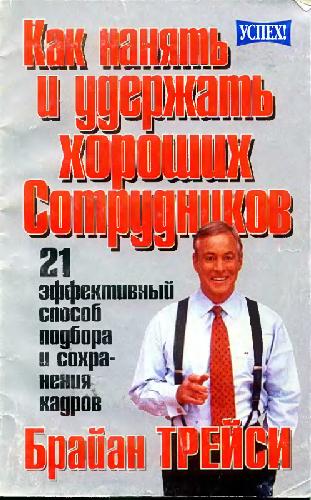 УСПЕХ!
Как нанять
и удержать
хороших
Сотрудников
21
эффективный
способ
подбора
и сохра-
нения
кадров
Брайан ТРЕЙСИ